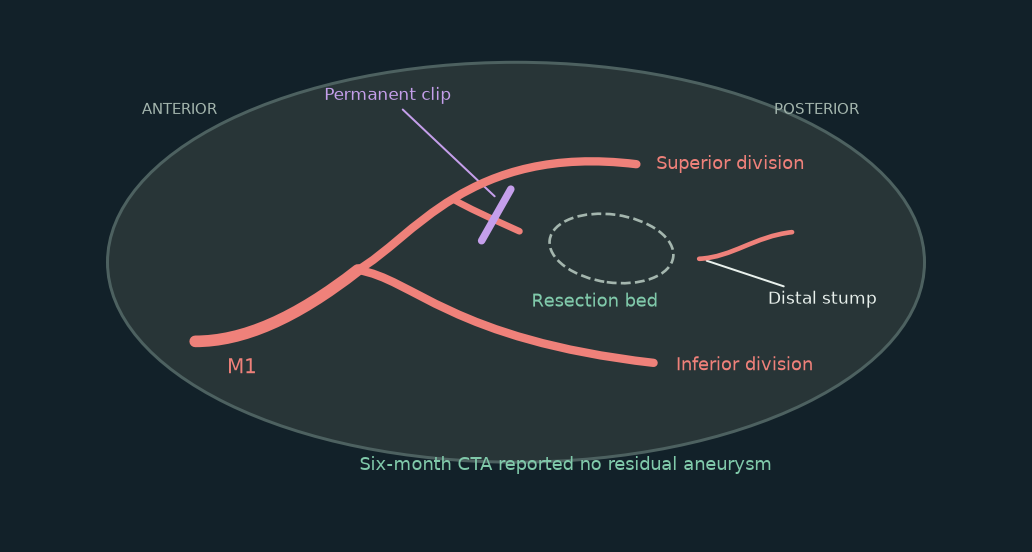 Permanent clip
ANTERIOR
POSTERIOR
Superior division
Resection bed
Distal stump
M1
Inferior division
Six-month CTA reported no residual aneurysm